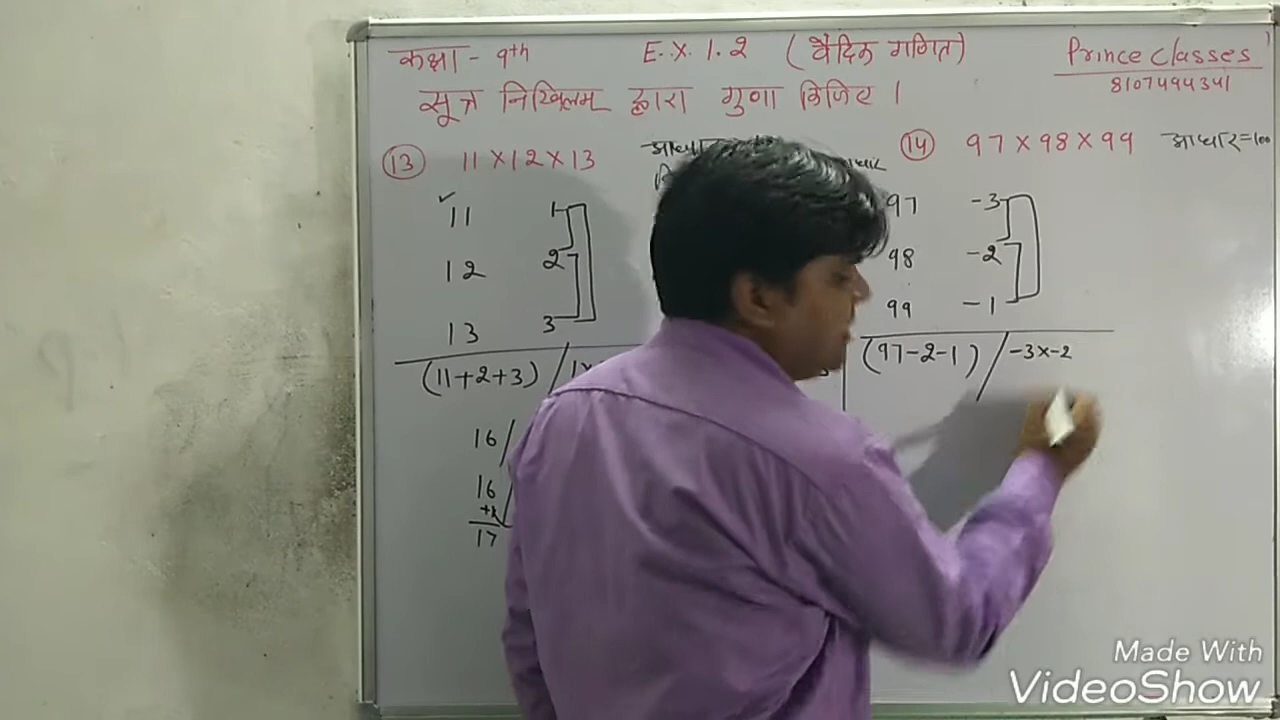 कक्षा - 9th E.X. 1.2 (वैदिक गणित) Prince Classes
8107494341
सूत्र निखिलम् द्वारा गुणा किजिए ।
(13) 11 × 12 × 13
(14) 97 × 98 × 99 आधार = 100
11 1
12 2
13 3
(11+2+3) / 1×
16 /
16
17
97 -3
98 -2
99 -1
(97-2-1) / -3×-2
Made With
VideoShow